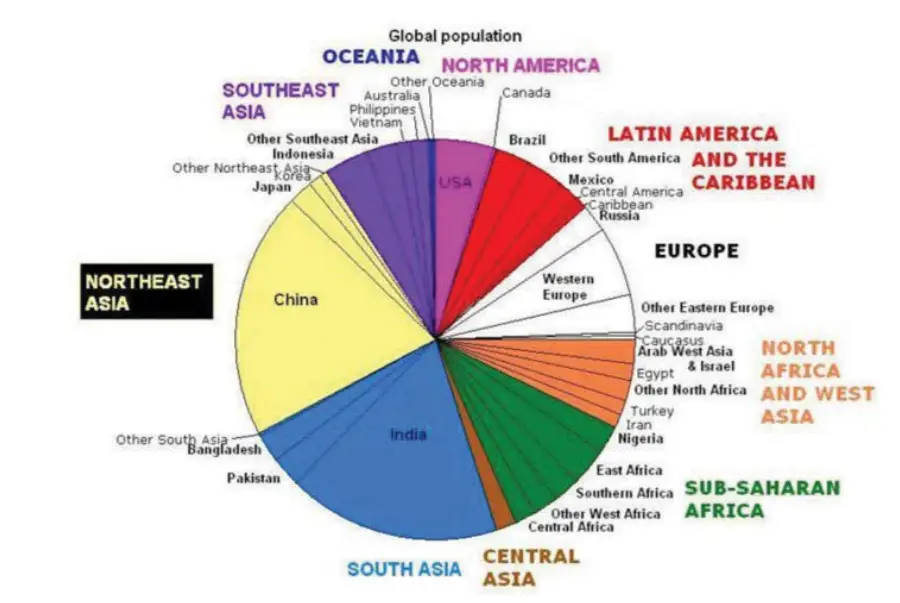 Global population
OCEANIA
NORTH AMERICA
Other Oceania
SOUTHEAST
ASIA
Australia
Canada
Philippines
Vietnam
Other Southeast Asia
Brazil
LATIN AMERICA
AND THE
CARIBBEAN
Indonesia
Other South America
Other Northeast Asia
Korea
Japan
USA
Mexico
Central America
Caribbean
Russia
EUROPE
NORTHEAST
ASIA
China
Western
Europe
Other Eastern Europe
Scandinavia
Caucasus
Arab West Asia
& Israel
NORTH
AFRICA
AND WEST
ASIA
Egypt
Other North Africa
Turkey
Iran
Nigeria
Other South Asia
Bangladesh
India
Pakistan
East Africa
Southern Africa
SUB-SAHARAN
AFRICA
Other West Africa
Central Africa
SOUTH ASIA
CENTRAL
ASIA